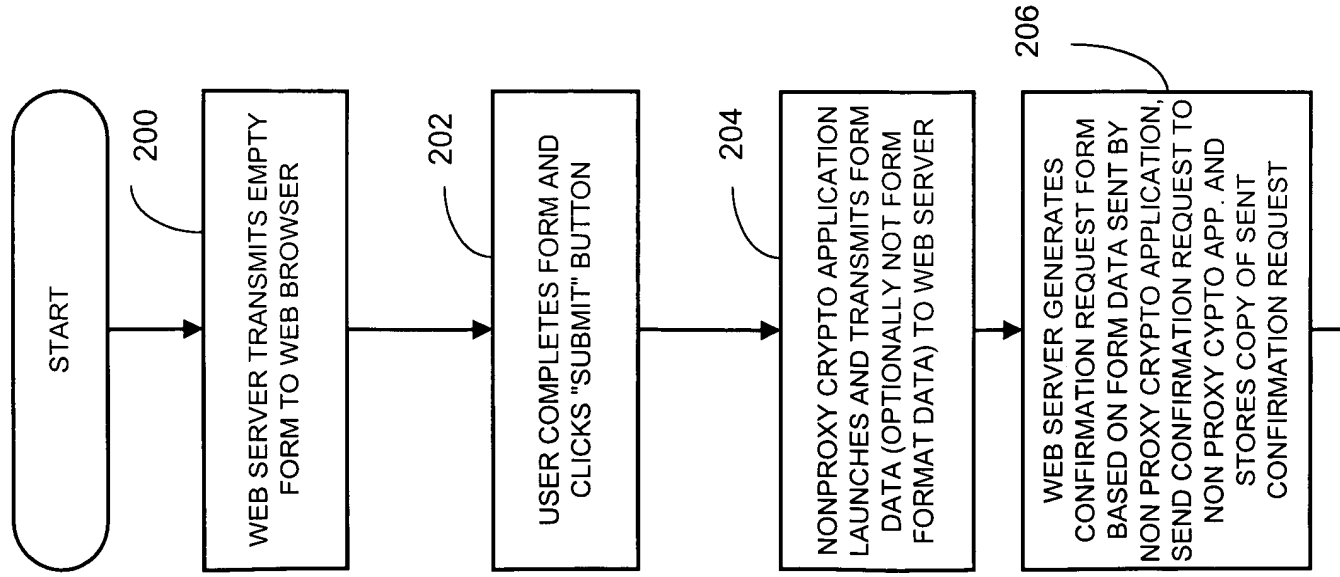 START
200
WEB SERVER TRANSMITS EMPTY
FORM TO WEB BROWSER
202
USER COMPLETES FORM AND
CLICKS "SUBMIT" BUTTON
204
NONPROXY CRYPTO APPLICATION
LAUNCHES AND TRANSMITS FORM
DATA (OPTIONALLY NOT FORM
FORMAT DATA) TO WEB SERVER
206
WEB SERVER GENERATES
CONFIRMATION REQUEST FORM
BASED ON FORM DATA SENT BY
NON PROXY CRYPTO APPLICATION,
SEND CONFIRMATION REQUEST TO
NON PROXY CYPTO APP. AND
STORES COPY OF SENT
CONFIRMATION REQUEST